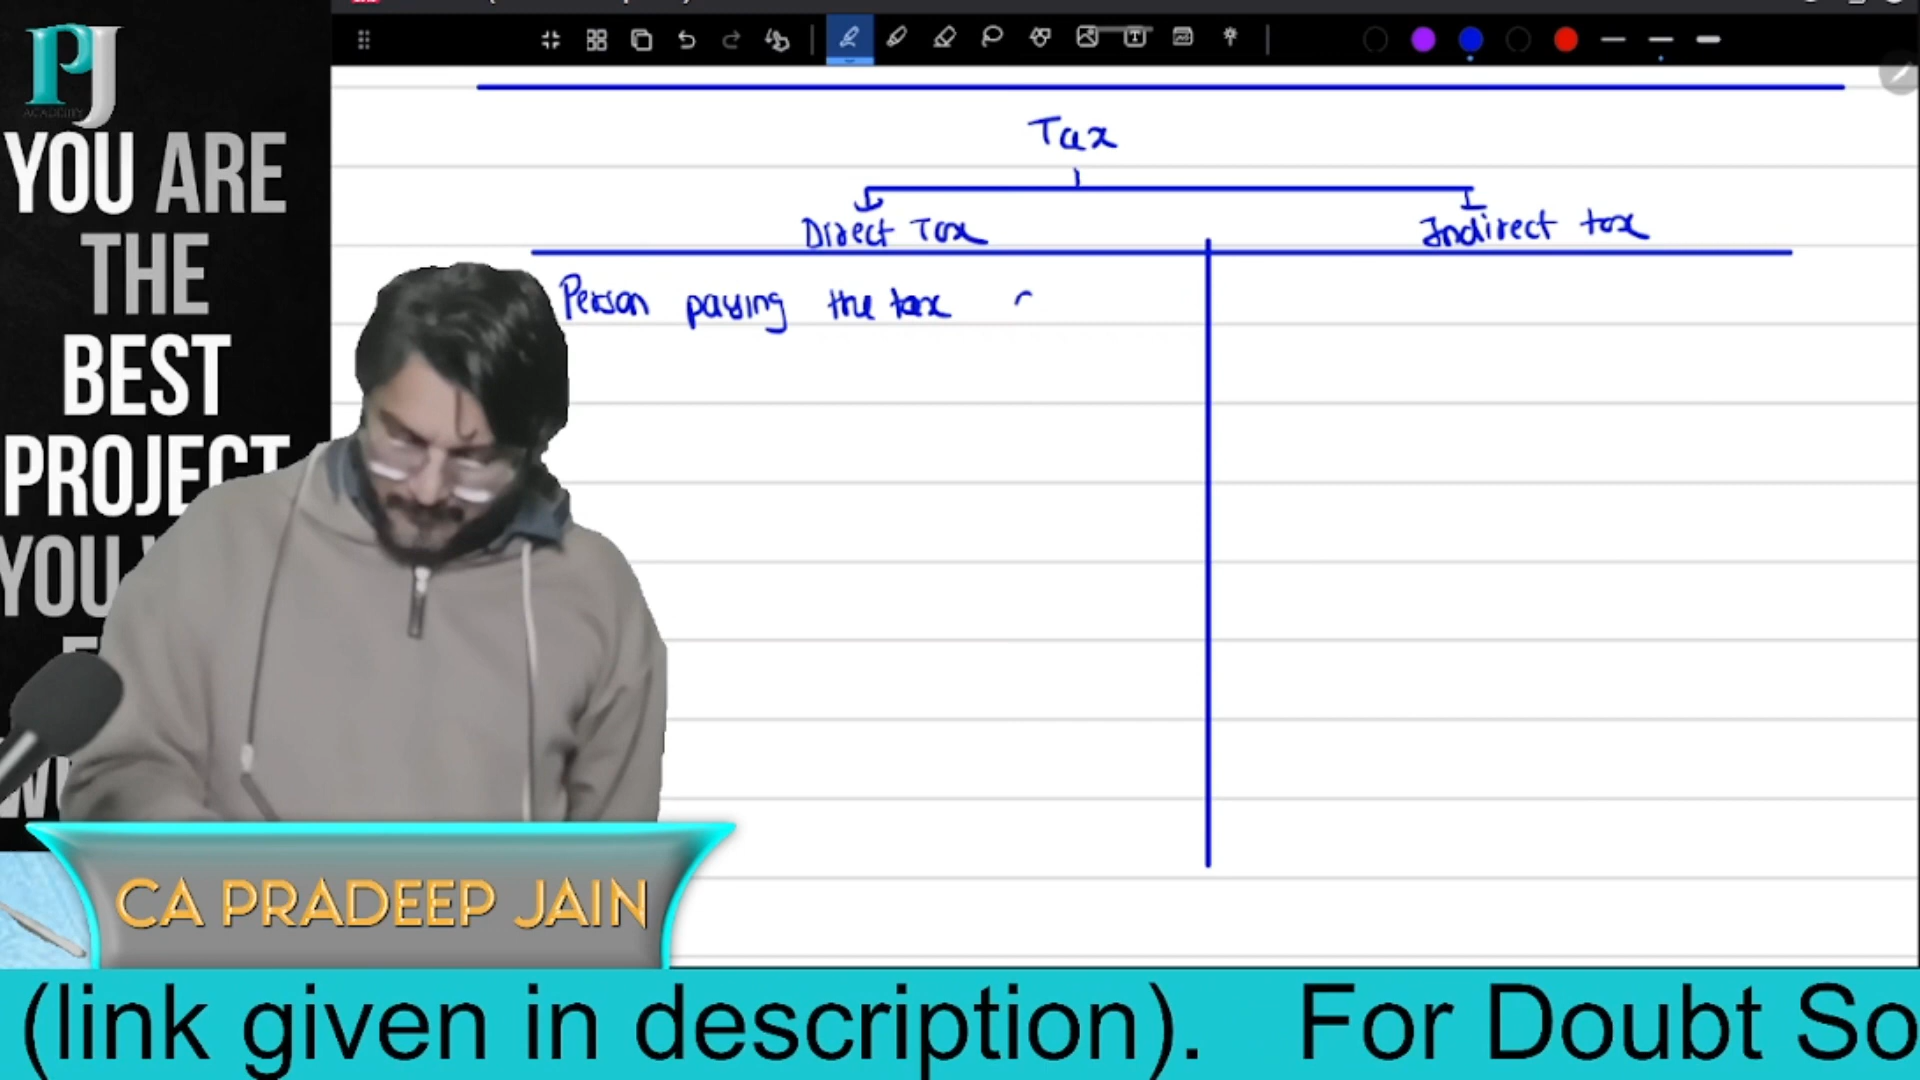 PJ
ACADEMY
YOU ARE
THE
BEST
PROJECT
YOU
Tax
Direct Tax
Indirect tax
Person paying the tax
CA PRADEEP JAIN
(link given in description). For Doubt So